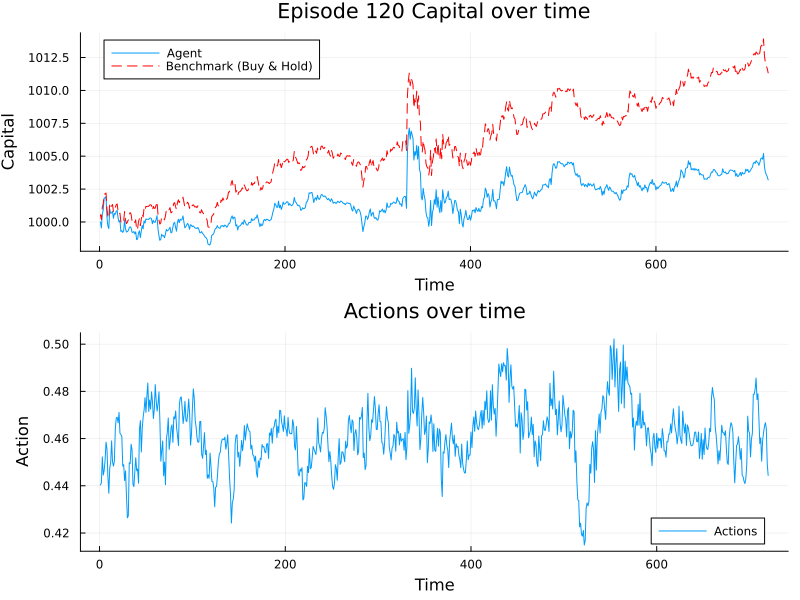 Episode 120 Capital over time
Agent
Benchmark (Buy & Hold)
1012.5
1010.0
1007.5
1005.0
1002.5
1000.0
Capital
0 200 400 600
Time
Actions over time
0.50
0.48
0.46
0.44
0.42
Action
Actions
0 200 400 600
Time